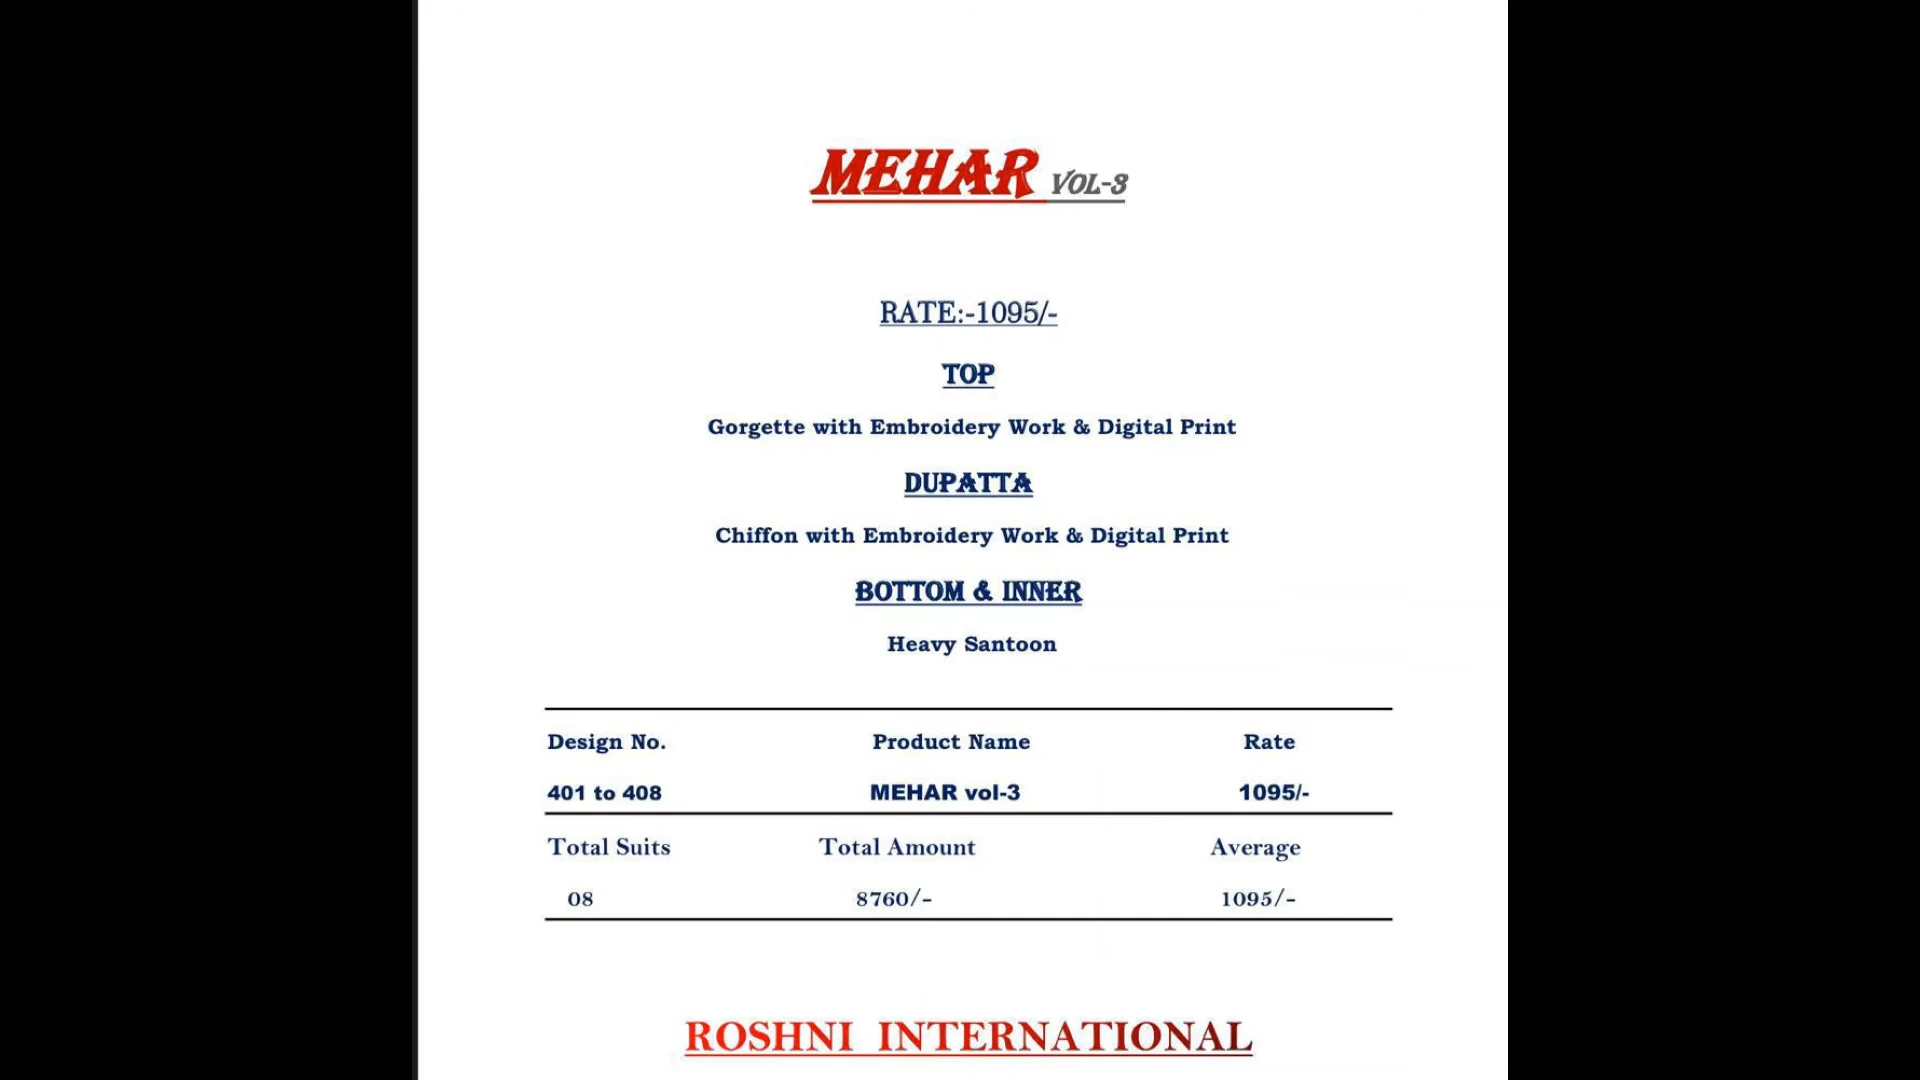 MEHAR VOL-3
RATE:-1095/-
TOP
Gorgette with Embroidery Work & Digital Print
DUPATTA
Chiffon with Embroidery Work & Digital Print
BOTTOM & INNER
Heavy Santoon
Design No. Product Name Rate
401 to 408 MEHAR vol-3 1095/-
Total Suits Total Amount Average
08 8760/- 1095/-
ROSHNI INTERNATIONAL